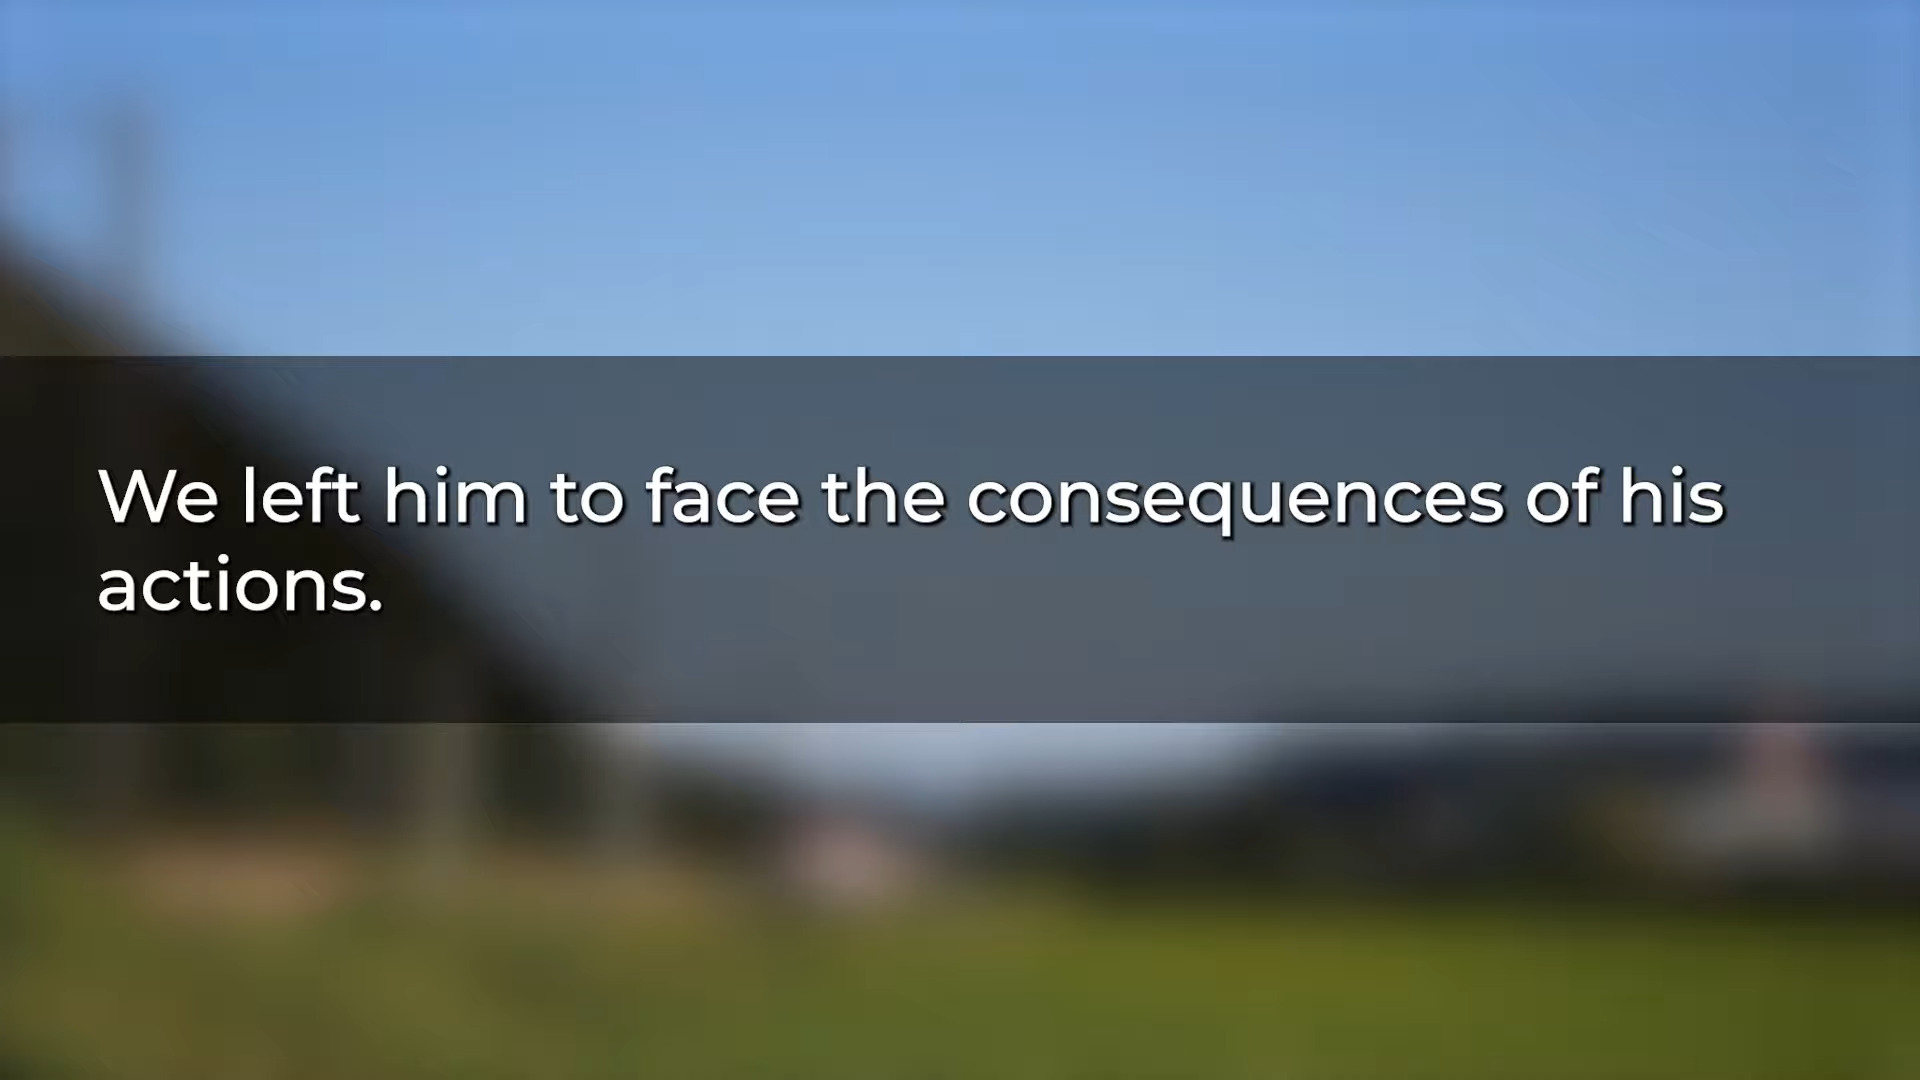 We left him to face the consequences of his
actions.